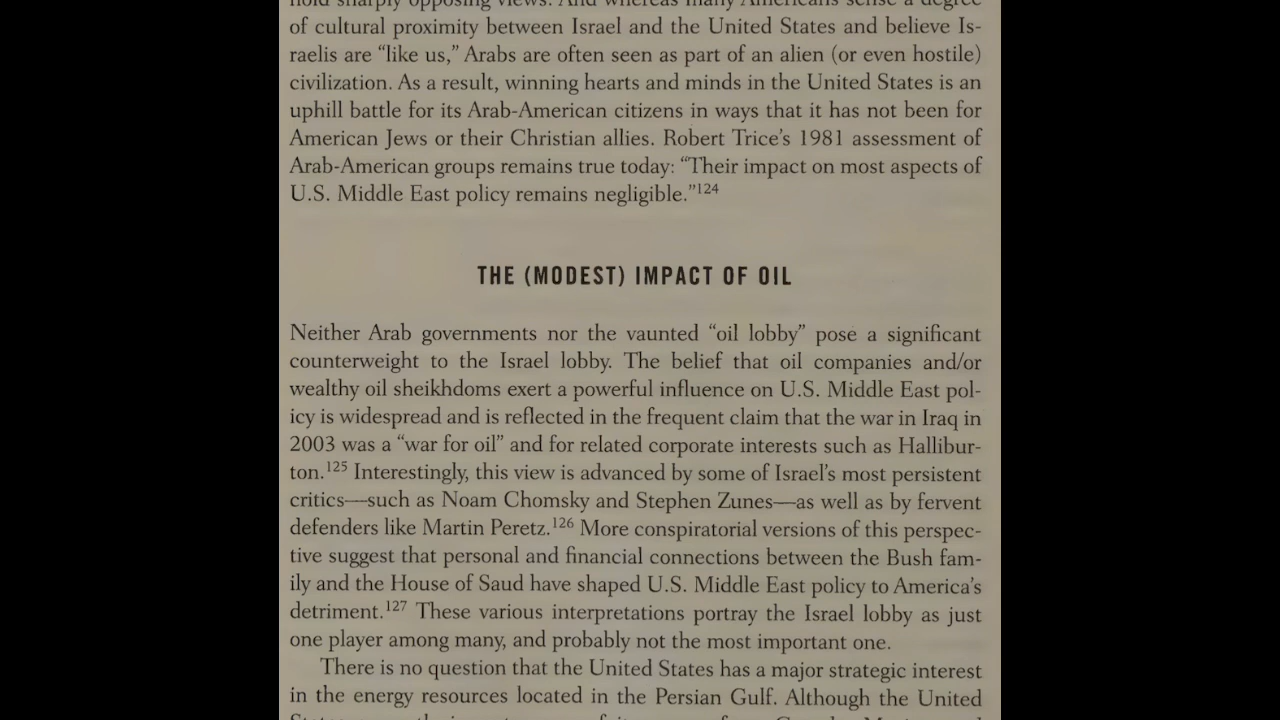 hold sharply opposing views. And whereas many Americans sense a degree
of cultural proximity between Israel and the United States and believe Is-
raelis are “like us,” Arabs are often seen as part of an alien (or even hostile)
civilization. As a result, winning hearts and minds in the United States is an
uphill battle for its Arab-American citizens in ways that it has not been for
American Jews or their Christian allies. Robert Trice’s 1981 assessment of
Arab-American groups remains true today: “Their impact on most aspects of
U.S. Middle East policy remains negligible.”124
THE (MODEST) IMPACT OF OIL
Neither Arab governments nor the vaunted “oil lobby” pose a significant
counterweight to the Israel lobby. The belief that oil companies and/or
wealthy oil sheikhdoms exert a powerful influence on U.S. Middle East pol-
icy is widespread and is reflected in the frequent claim that the war in Iraq in
2003 was a “war for oil” and for related corporate interests such as Hallibur-
ton.125 Interestingly, this view is advanced by some of Israel’s most persistent
critics—such as Noam Chomsky and Stephen Zunes—as well as by fervent
defenders like Martin Peretz.126 More conspiratorial versions of this perspec-
tive suggest that personal and financial connections between the Bush fam-
ily and the House of Saud have shaped U.S. Middle East policy to America’s
detriment.127 These various interpretations portray the Israel lobby as just
one player among many, and probably not the most important one.
There is no question that the United States has a major strategic interest
in the energy resources located in the Persian Gulf. Although the United